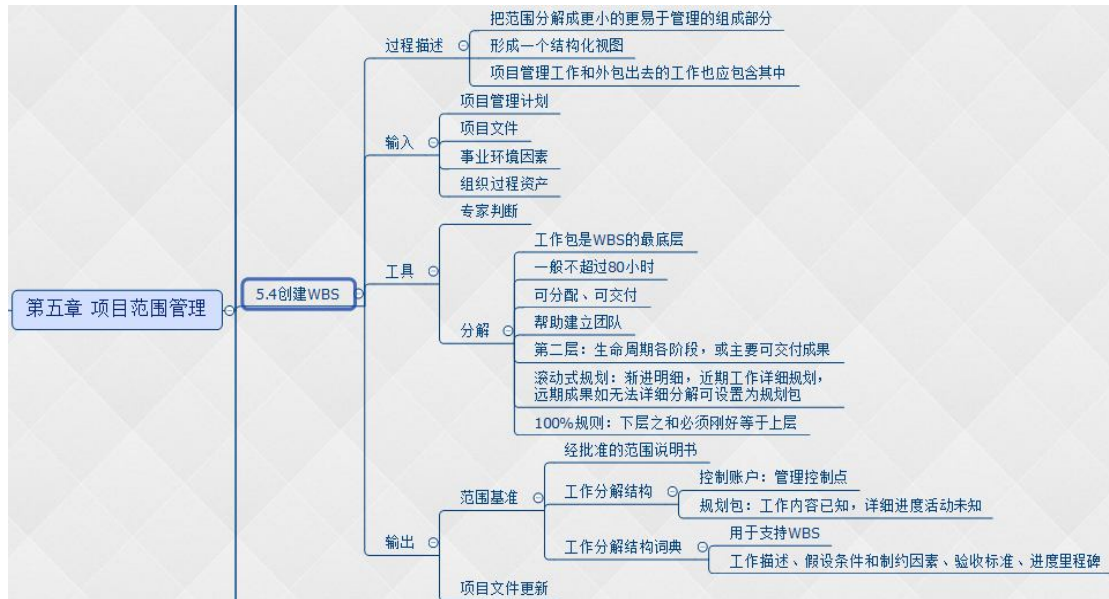 把范围分解成更小的更易于管理的组成部分
过程描述
形成一个结构化视图
项目管理工作和外包出去的工作也应包含其中
项目管理计划
项目文件
输入
事业环境因素
组织过程资产
专家判断
工作包是WBS的最底层
一般不超过80小时
工具
可分配、可交付
5.4创建WBS
第五章 项目范围管理
帮助建立团队
分解
第二层：生命周期各阶段，或主要可交付成果
滚动式规划：渐进明细，近期工作详细规划，
远期成果如无法详细分解可设置为规划包
100%规则：下层之和必须刚好等于上层
经批准的范围说明书
控制账户：管理控制点
范围基准
工作分解结构
规划包：工作内容已知，详细进度活动未知
用于支持WBS
输出
工作分解结构词典
工作描述、假设条件和制约因素、验收标准、进度里程碑
项目文件更新